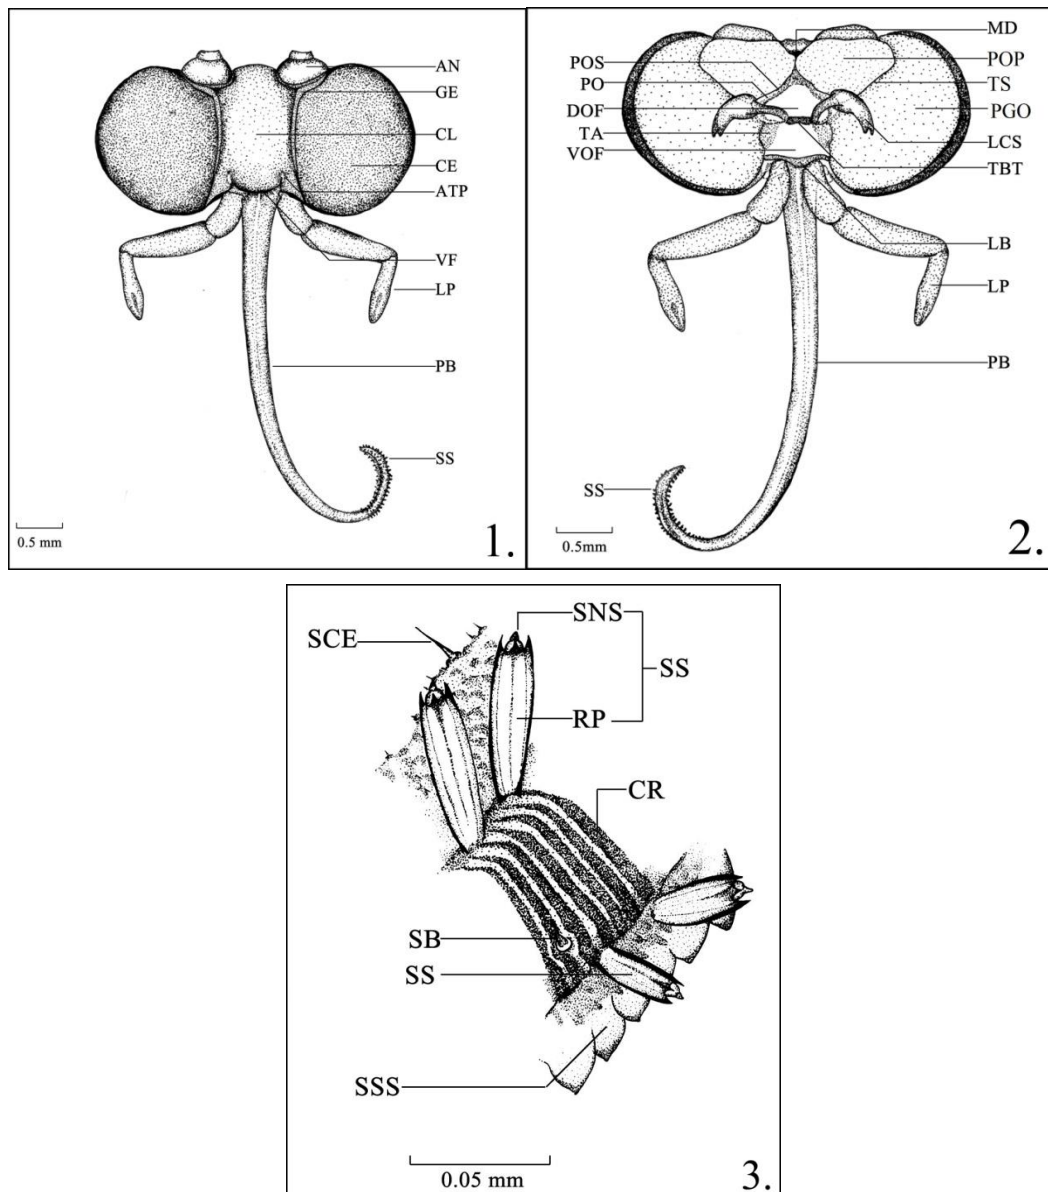 AN
GE
CL
CE
ATP
VF
LP
PB
SS
0.5 mm
1.
MD
POS
POP
PO
TS
DOF
PGO
TA
LCS
VOF
TBT
LB
LP
PB
SS
0.5mm
2.
SNS
SCE
SS
RP
CR
SB
SS
SSS
0.05 mm
3.